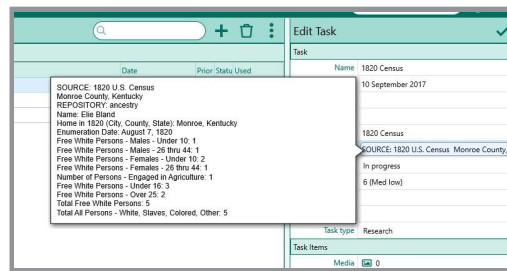 Edit Task
Task
Date Prior Statu Used
Name 1820 Census
10 September 2017
SOURCE: 1820 U.S. Census
Monroe County, Kentucky
REPOSITORY: ancestry
Name: Elie Bland
Home in 1820 (City, County, State): Monroe, Kentucky
Enumeration Date: August 7, 1820
Free White Persons - Males - Under 10: 1
Free White Persons - Males - 26 thru 44: 1
Free White Persons - Females - Under 10: 2
Free White Persons - Females - 26 thru 44: 1
Number of Persons - Engaged in Agriculture: 1
Free White Persons - Under 16: 3
Free White Persons - Over 25: 2
Total Free White Persons: 5
Total All Persons - White, Slaves, Colored, Other: 5
1820 Census
SOURCE: 1820 U.S. Census Monroe County,
In progress
6 (Med low)
Task type Research
Task Items
Media 0